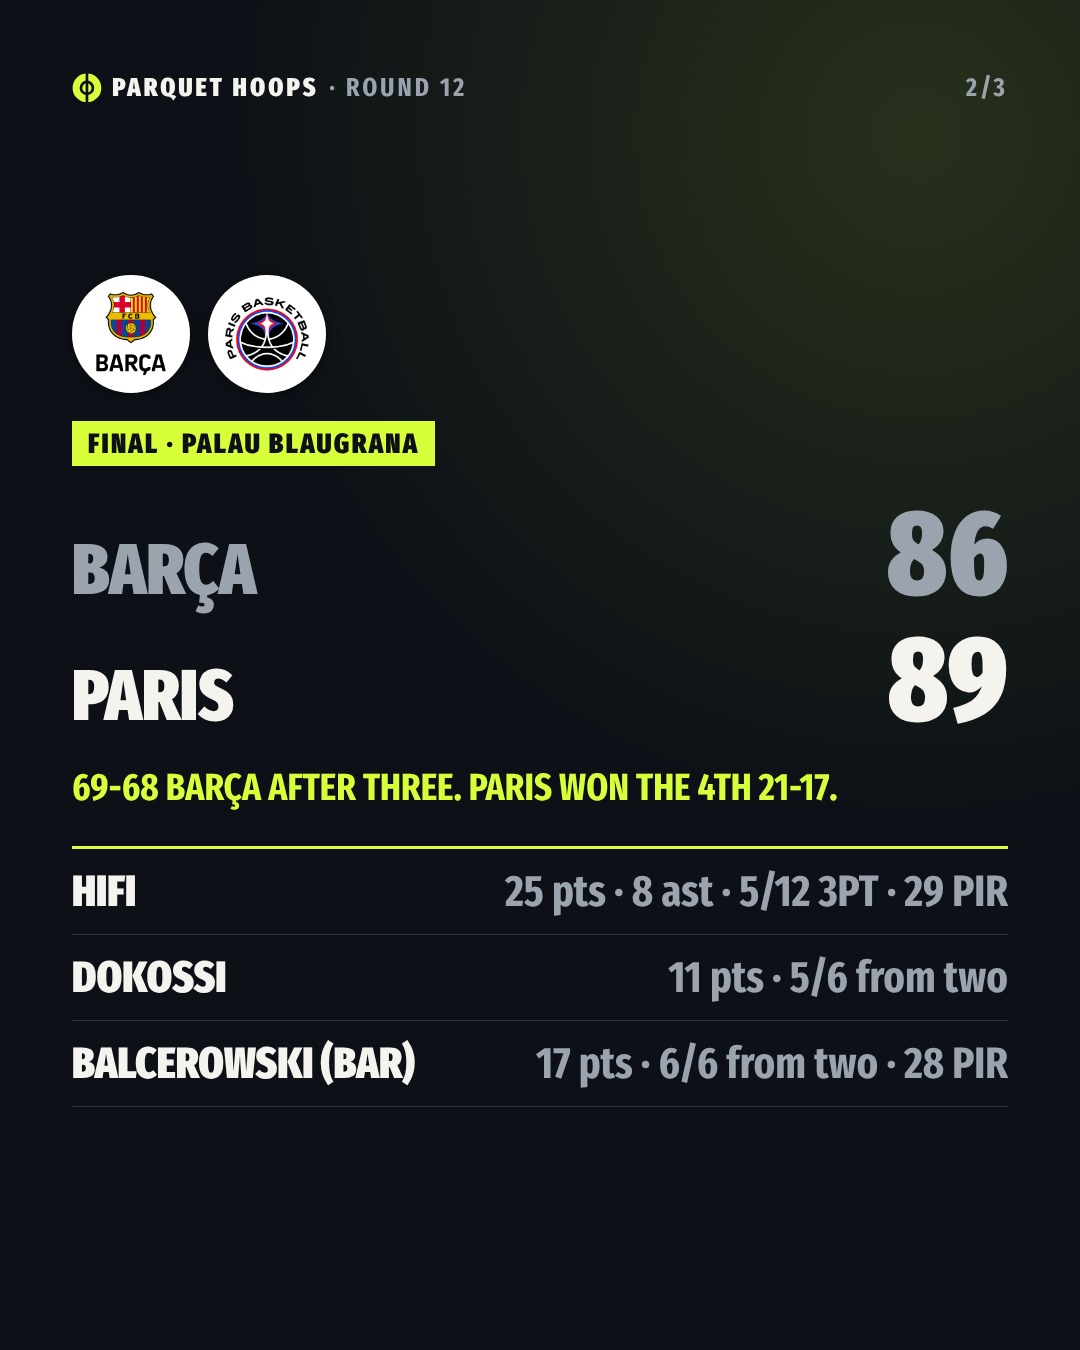 PARQUET HOOPS · ROUND 12
2/3
FCB
BARÇA
PARIS BASKETBALL
FINAL · PALAU BLAUGRANA
BARÇA 86
PARIS 89
69-68 BARÇA AFTER THREE. PARIS WON THE 4TH 21-17.
HIFI 25 pts · 8 ast · 5/12 3PT · 29 PIR
DOKOSSI 11 pts · 5/6 from two
BALCEROWSKI (BAR) 17 pts · 6/6 from two · 28 PIR